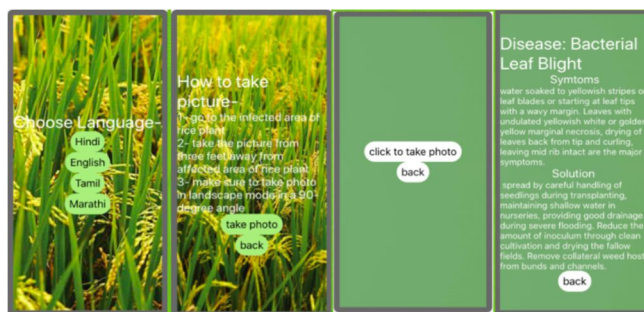 Choose Language-
Hindi
English
Tamil
Marathi
How to take
picture-
1- go to the infected area of
rice plant
2- take the picture from
three feet away from
affected area of rice plant
3- make sure to take photo
in landscape mode in a 90-
degree angle
take photo
back
click to take photo
back
Disease: Bacterial
Leaf Blight
Symtoms
water soaked to yellowish stripes on
leaf blades or starting at leaf tips
with a wavy margin. Leaves with
undulated yellowish white or golden
yellow marginal necrosis, drying of
leaves back from tip and curling,
leaving mid rib intact are the major
symptoms.
Solution
spread by careful handling of
seedlings during transplanting,
maintaining shallow water in
nurseries, providing good drainage
during severe flooding. Reduce the
amount of inoculum through clean
cultivation and drying the fallow
fields. Remove collateral weed host
from bunds and channels.
back